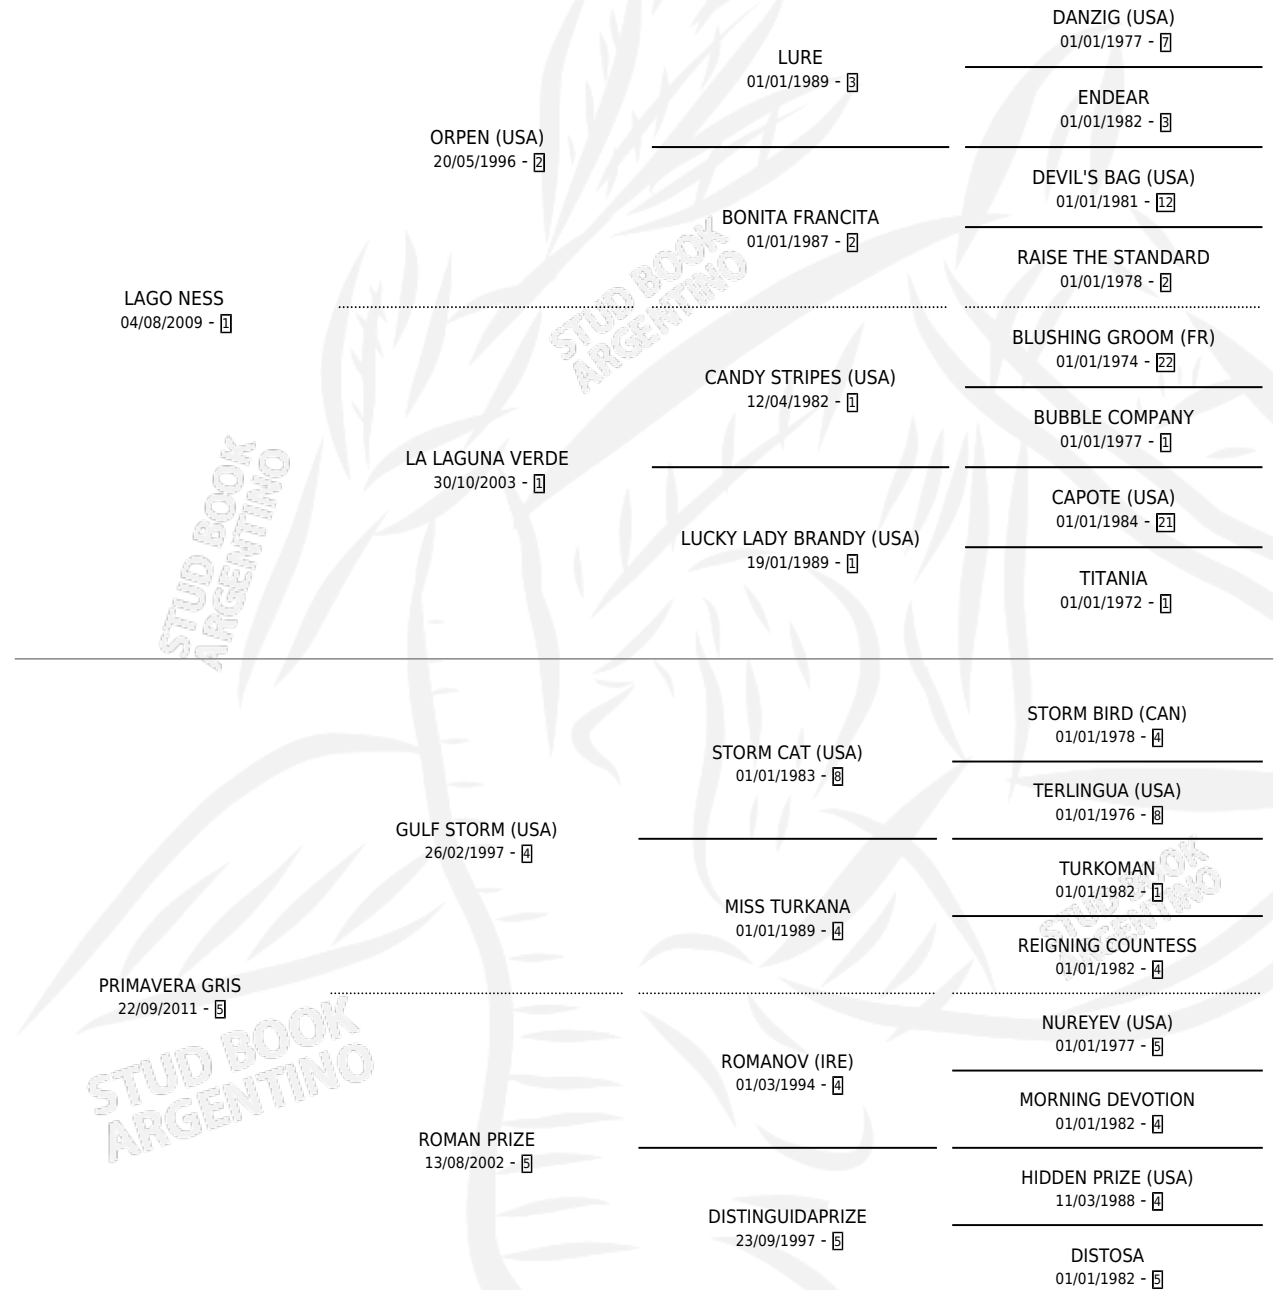 DANZIG (USA)
01/01/1977 - 7
LURE
01/01/1989 - 3
ENDEAR
01/01/1982 - 3
ORPEN (USA)
20/05/1996 - 2
DEVIL'S BAG (USA)
01/01/1981 - 12
BONITA FRANCITA
01/01/1987 - 2
RAISE THE STANDARD
01/01/1978 - 2
LAGO NESS
04/08/2009 - 1
BLUSHING GROOM (FR)
01/01/1974 - 22
CANDY STRIPES (USA)
12/04/1982 - 1
BUBBLE COMPANY
01/01/1977 - 1
LA LAGUNA VERDE
30/10/2003 - 1
CAPOTE (USA)
01/01/1984 - 21
LUCKY LADY BRANDY (USA)
19/01/1989 - 1
TITANIA
01/01/1972 - 1
STORM BIRD (CAN)
01/01/1978 - 4
STORM CAT (USA)
01/01/1983 - 8
TERLINGUA (USA)
01/01/1976 - 8
GULF STORM (USA)
26/02/1997 - 4
TURKOMAN
01/01/1982 - 1
MISS TURKANA
01/01/1989 - 4
REIGNING COUNTESS
01/01/1982 - 4
PRIMAVERA GRIS
22/09/2011 - 5
NUREYEV (USA)
01/01/1977 - 5
ROMANOV (IRE)
01/03/1994 - 4
MORNING DEVOTION
01/01/1982 - 4
ROMAN PRIZE
13/08/2002 - 5
HIDDEN PRIZE (USA)
11/03/1988 - 4
DISTINGUIDAPRIZE
23/09/1997 - 5
DISTOSA
01/01/1982 - 5
STUD BOOK
ARGENTINO
STUD BOOK
ARGENTINO
STUD BOOK
ARGENTINO
STUD BOOK
ARGENTINO